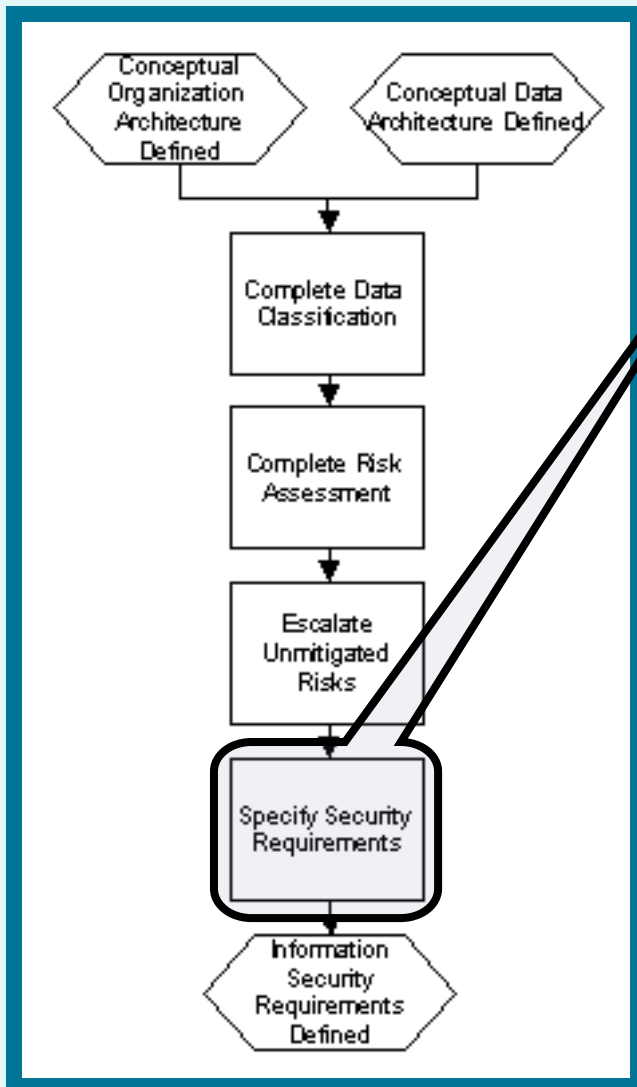 Conceptual
Organization
Architecture
Defined
Conceptual Data
Architecture Defined
Complete Data
Classification
Complete Risk
Assessment
Escalate
Unmitigated
Risks
Specify Security
Requirements
Information
Security
Requirements
Defined